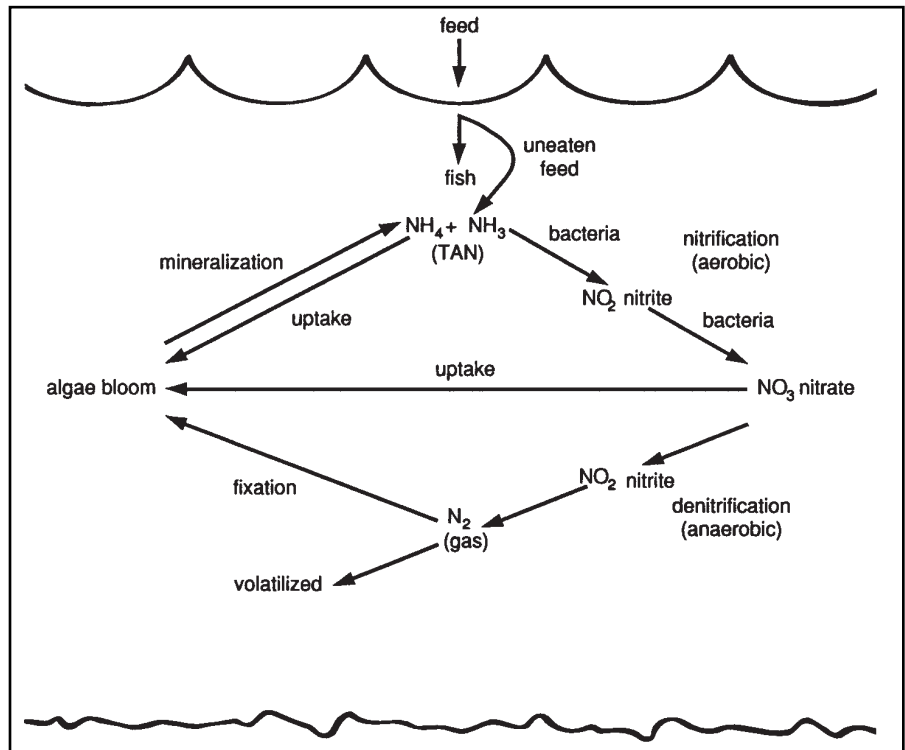 feed
uneaten
feed
fish
NH₄+ NH₃
(TAN)
bacteria
nitrification
(aerobic)
mineralization
NO₂ nitrite
uptake
bacteria
uptake
algae bloom
NO₃ nitrate
NO₂ nitrite
fixation
denitrification
(anaerobic)
N₂
(gas)
volatilized